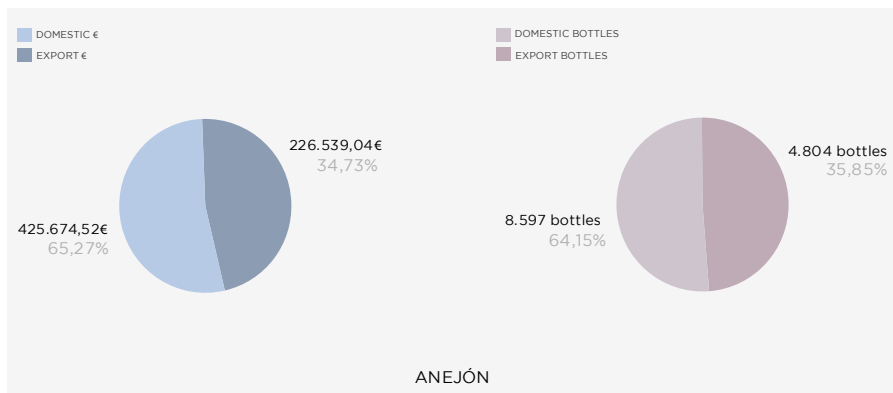 DOMESTIC €
EXPORT €
226.539,04€
34,73%
425.674,52€
65,27%
DOMESTIC BOTTLES
EXPORT BOTTLES
4.804 bottles
35,85%
8.597 bottles
64,15%
ANEJÓN